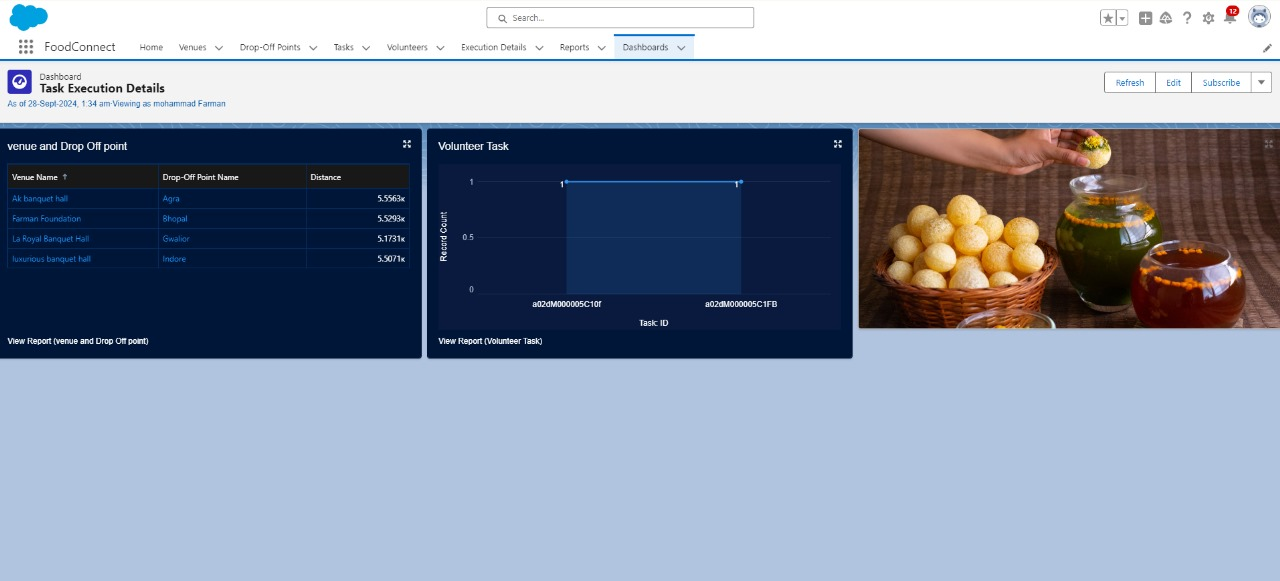 Search...
12
FoodConnect
Home
Venues
Drop-Off Points
Tasks
Volunteers
Execution Details
Reports
Dashboards
Dashboard
Task Execution Details
As of 28-Sept-2024, 1:34 am·Viewing as mohammad Farman
Refresh
Edit
Subscribe
venue and Drop Off point
Venue Name ↑ Drop-Off Point Name Distance
Ak banquet hall Agra 5.5563к
Farman Foundation Bhopal 5.5293к
La Royal Banquet Hall Gwalior 5.1731к
luxurious banquet hall Indore 5.5071к
View Report (venue and Drop Off point)
Volunteer Task
Record Count
1
0.5
0
1
1
a02dM000005C10f a02dM000005C1FB
Task: ID
View Report (Volunteer Task)